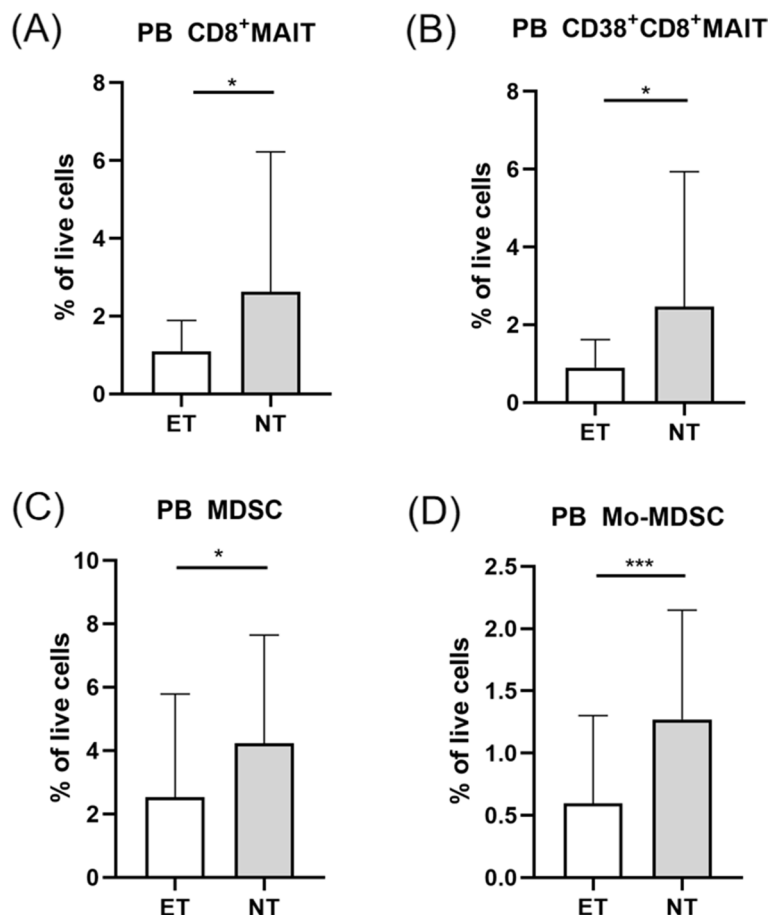 (A)
PB CD8⁺MAIT
% of live cells
8
6
4
2
0
*
ET NT
(B)
PB CD38⁺CD8⁺MAIT
% of live cells
8
6
4
2
0
*
ET NT
(C)
PB MDSC
% of live cells
10
8
6
4
2
0
*
ET NT
(D)
PB Mo-MDSC
% of live cells
2.5
2.0
1.5
1.0
0.5
0.0
***
ET NT